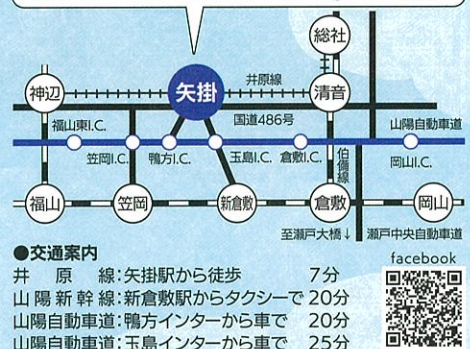 総社
神辺
矢掛
井原線
清音
国道486号
福山東I.C.
山陽自動車道
笠岡I.C.
鴨方I.C.
玉島I.C.
倉敷I.C.
伯備線
岡山I.C.
福山
笠岡
新倉敷
倉敷
岡山
至瀬戸大橋↓
瀬戸中央自動車道
●交通案内
井原線:矢掛駅から徒歩 7分
山陽新幹線:新倉敷駅からタクシーで 20分
山陽自動車道:鴨方インターから車で 20分
山陽自動車道:玉島インターから車で 25分
facebook